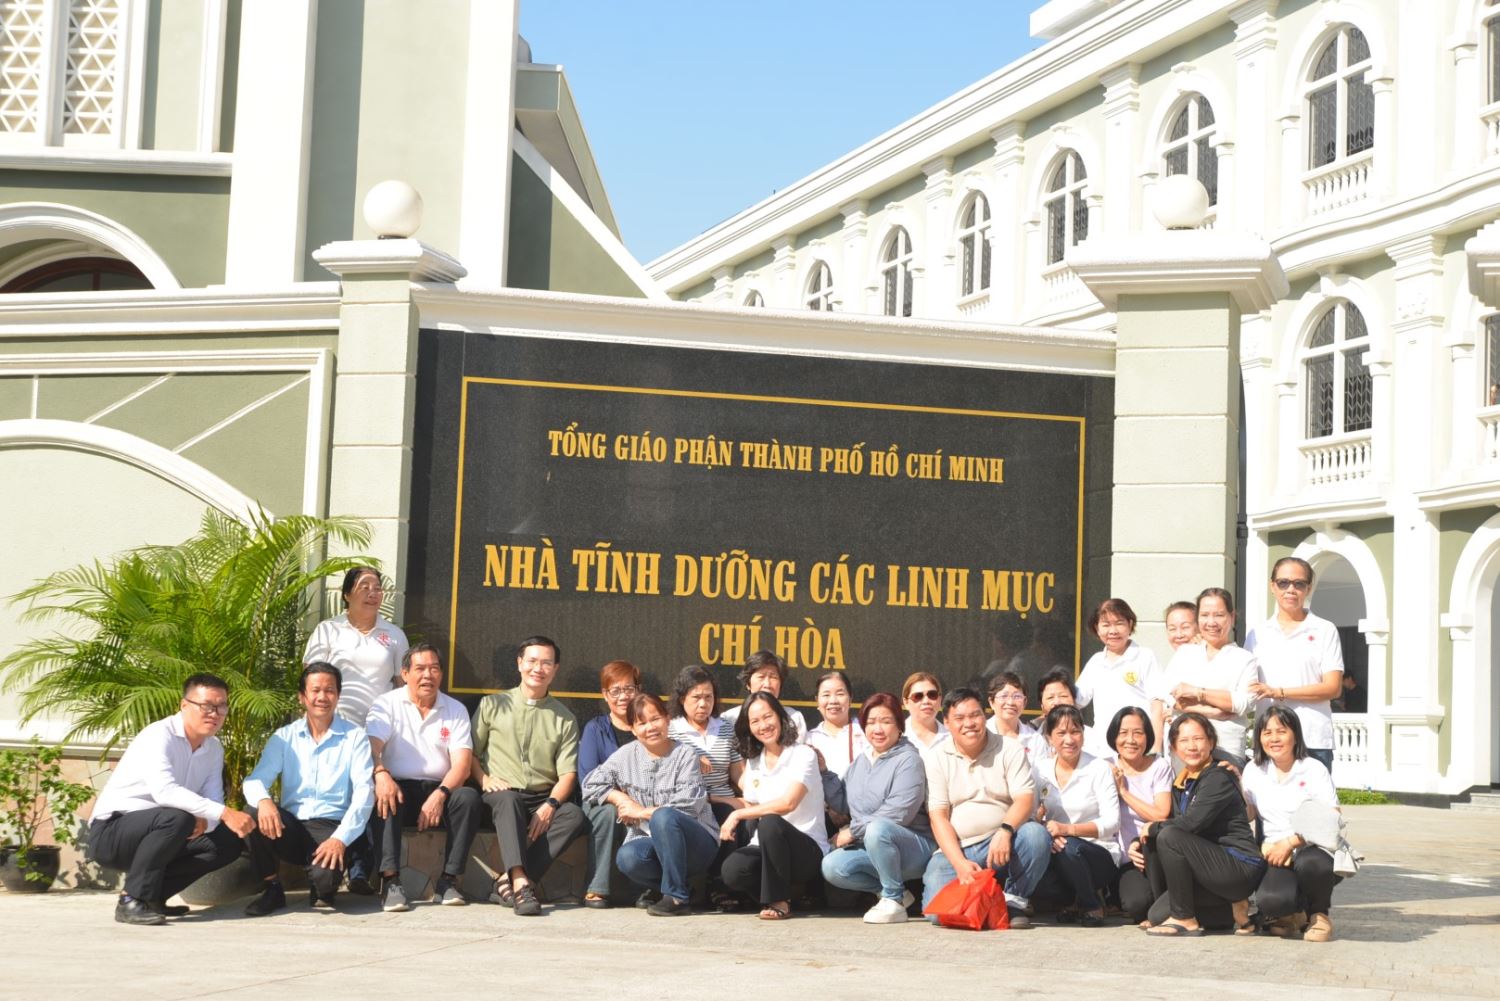 TỔNG GIÁO PHẬN THÀNH PHỐ HỒ CHÍ MINH
NHÀ TĨNH DƯỠNG CÁC LINH MỤC
CHÍ HÒA